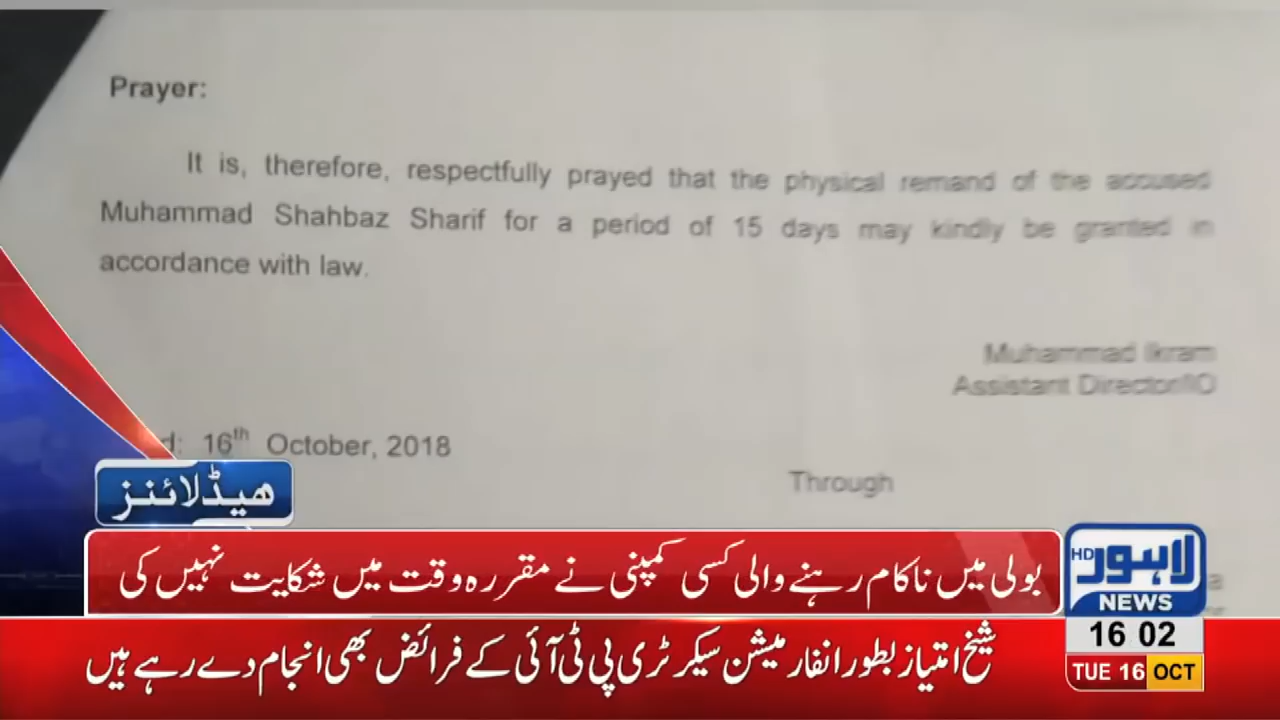 Prayer:
It is, therefore, respectfully prayed that the physical remand of the accused
Muhammad Shahbaz Sharif for a period of 15 days may kindly be granted in
accordance with law.
Muhammad Ikram
Assistant Director/IO
16th October, 2018
Through
ہیڈلائنز
بولی میں ناکام رہنے والی کسی کمپنی نے مقررہ وقت میں شکایت نہیں کی
HD لاہور
NEWS
16 02
TUE 16 OCT
شیخ امتیاز بطور انفارمیشن سیکرٹری پی ٹی آئی کے فرائض بھی انجام دے رہے ہیں